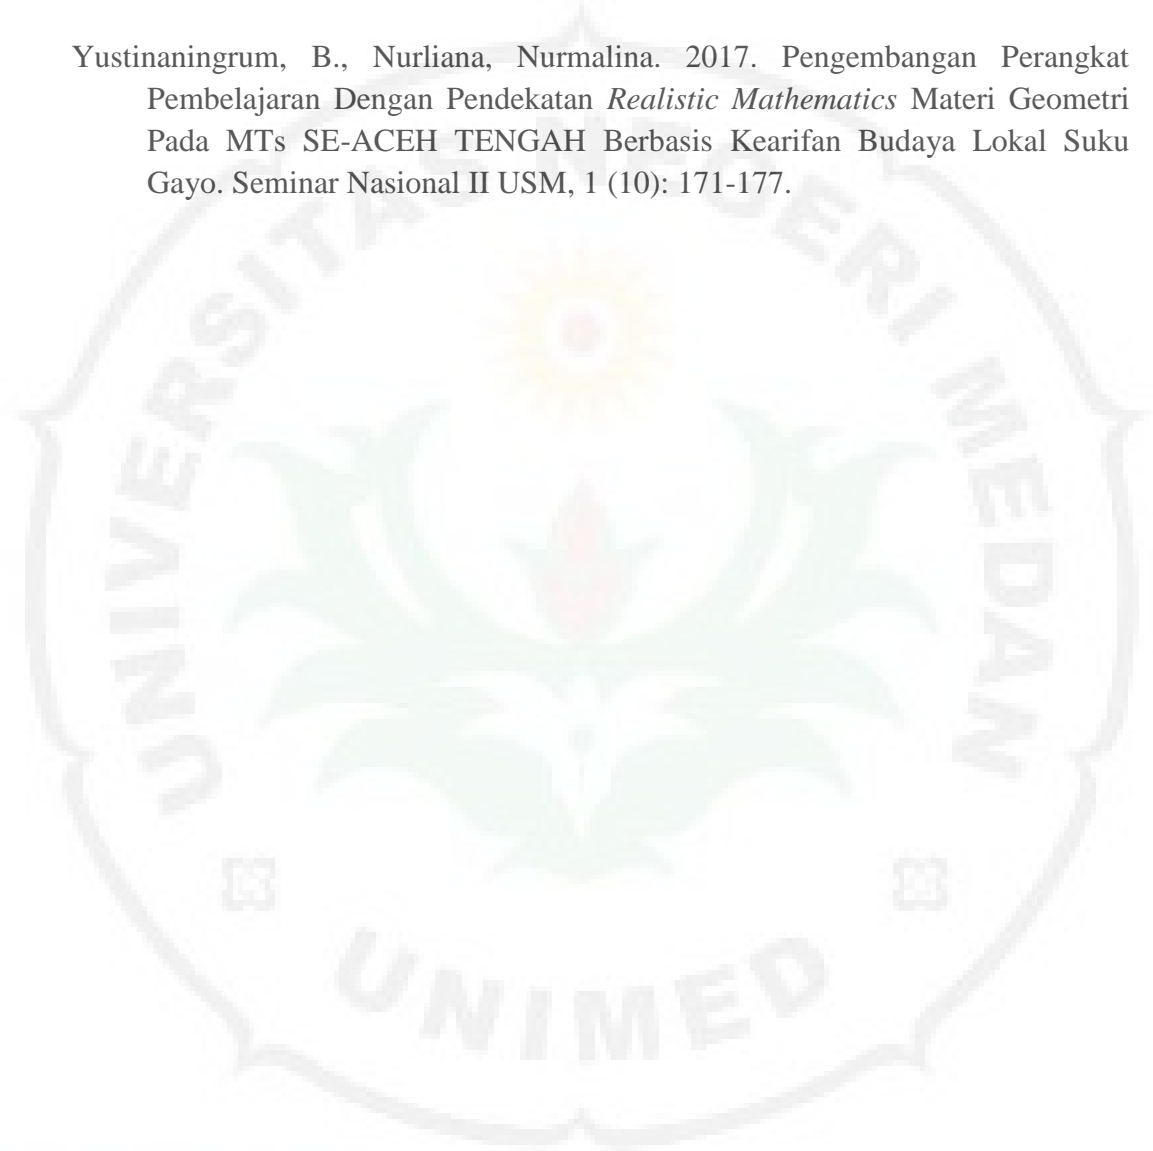 Yustinaningrum, B., Nurliana, Nurmalina. 2017. Pengembangan Perangkat
Pembelajaran Dengan Pendekatan Realistic Mathematics Materi Geometri
Pada MTs SE-ACEH TENGAH Berbasis Kearifan Budaya Lokal Suku
Gayo. Seminar Nasional II USM, 1 (10): 171-177.
UNIVERSITAS NEGERI MEDAN
UNIMED